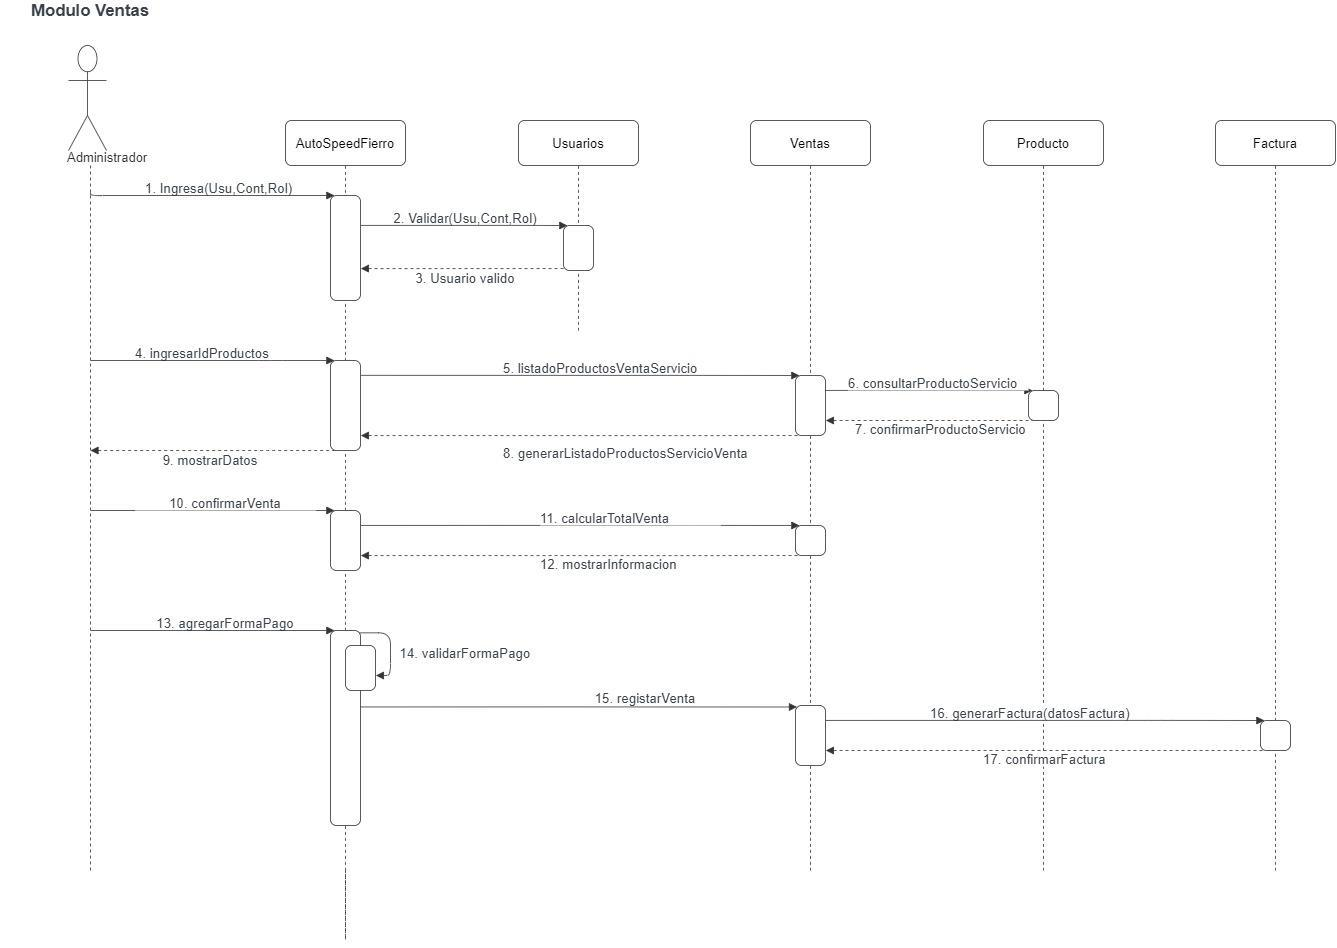 Modulo Ventas
Administrador
AutoSpeedFierro
Usuarios
Ventas
Producto
Factura
1. Ingresa(Usu,Cont,Rol)
2. Validar(Usu,Cont,Rol)
3. Usuario valido
4. ingresarIdProductos
5. listadoProductosVentaServicio
6. consultarProductoServicio
7. confirmarProductoServicio
8. generarListadoProductosServicioVenta
9. mostrarDatos
10. confirmarVenta
11. calcularTotalVenta
12. mostrarInformacion
13. agregarFormaPago
14. validarFormaPago
15. registarVenta
16. generarFactura(datosFactura)
17. confirmarFactura